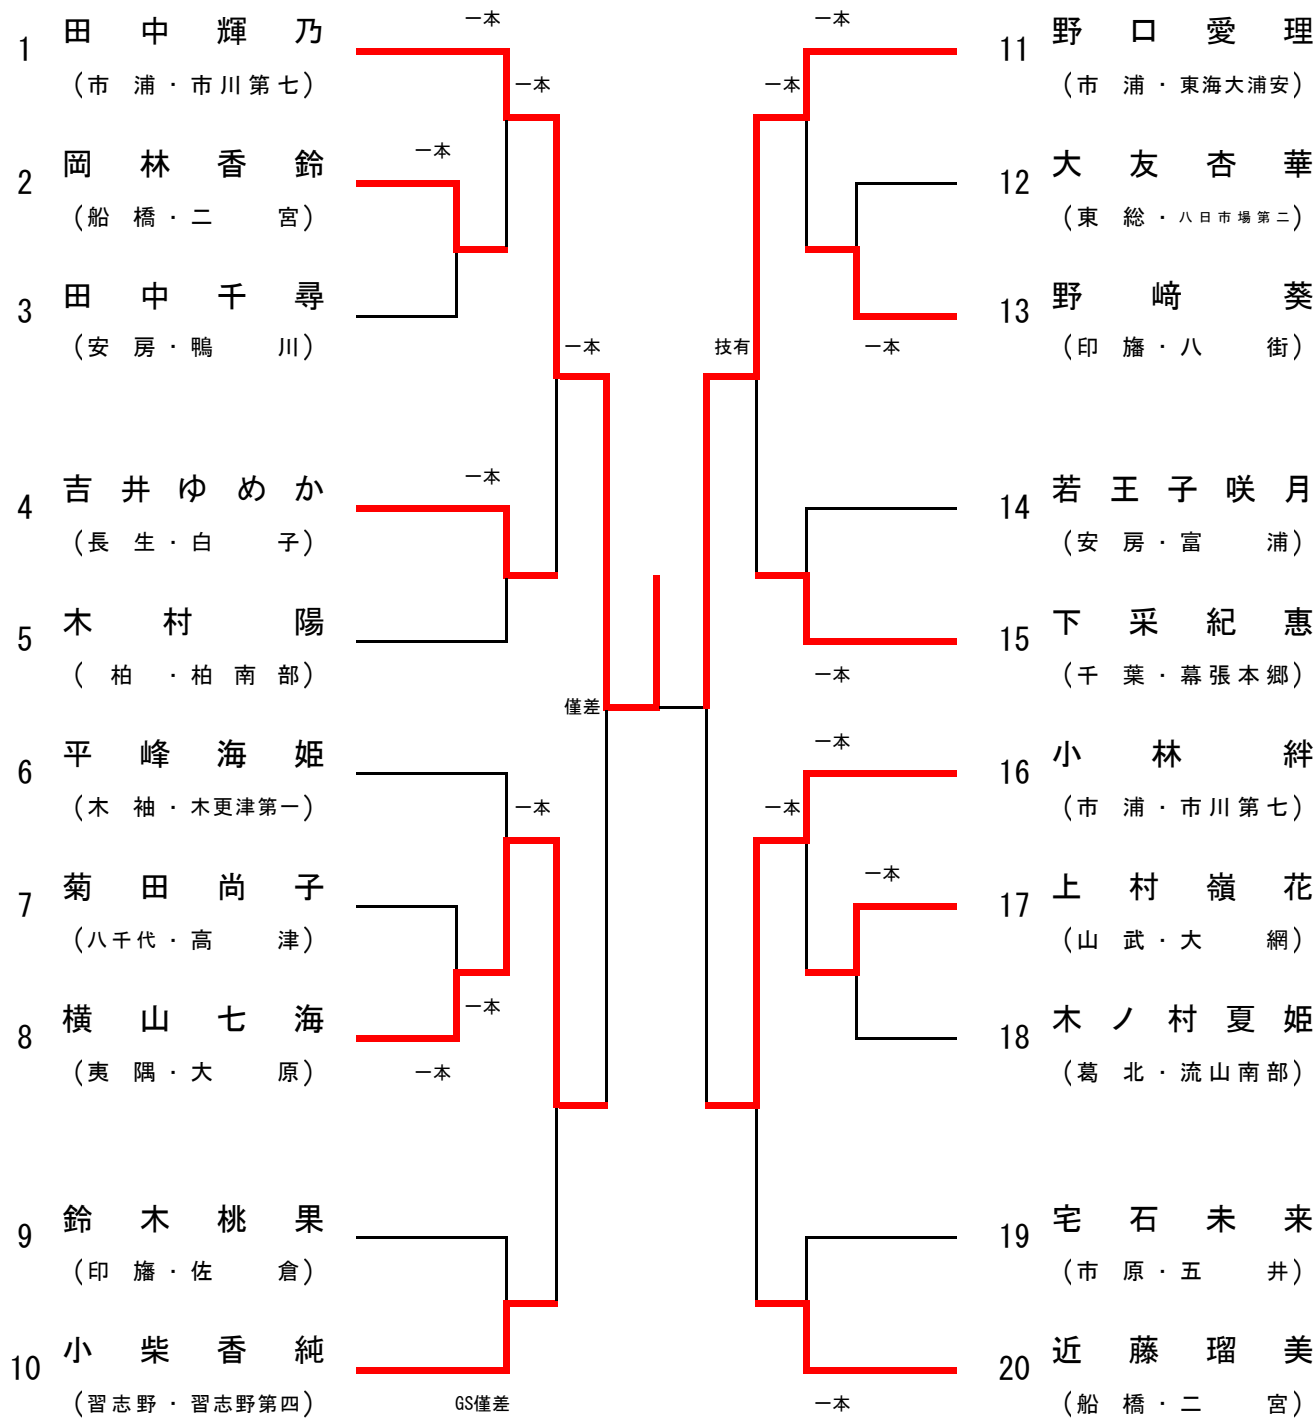 一本
1 田中輝乃
(市浦・市川第七)
一本
一本
2 岡林香鈴
(船橋・二宮)
3 田中千尋
(安房・鴨川)
一本
一本
4 吉井ゆめか
(長生・白子)
5 木村陽
(柏・柏南部)
僅差
6 平峰海姫
(木袖・木更津第一)
一本
7 菊田尚子
(八千代・高津)
一本
8 横山七海
(夷隅・大原)
一本
9 鈴木桃果
(印旛・佐倉)
10 小柴香純
(習志野・習志野第四)
GS僅差
一本
11 野口愛理
(市浦・東海大浦安)
一本
12 大友杏華
(東総・八日市場第二)
13 野﨑葵
(印旛・八街)
一本
技有
14 若王子咲月
(安房・富浦)
15 下采紀惠
(千葉・幕張本郷)
一本
一本
16 小林絆
(市浦・市川第七)
一本
一本
17 上村嶺花
(山武・大網)
18 木ノ村夏姫
(葛北・流山南部)
19 宅石未来
(市原・五井)
20 近藤瑠美
(船橋・二宮)
一本